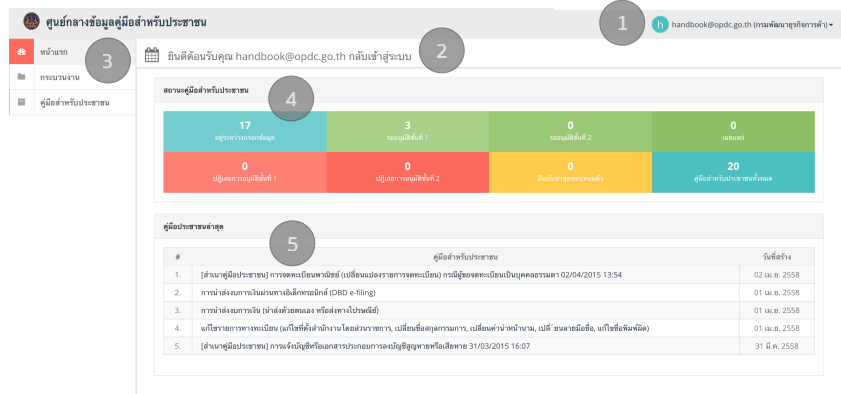 ศูนย์กลางข้อมูลคู่มือสำหรับประชาชน
1
h handbook@opdc.go.th (กรมพัฒนาธุรกิจการค้า)
หน้าแรก
3
กระบวนงาน
คู่มือสำหรับประชาชน
ยินดีต้อนรับคุณ handbook@opdc.go.th กลับเข้าสู่ระบบ
2
สถานะคู่มือสำหรับประชาชน
4
17
อยู่ระหว่างกรอกข้อมูล
3
รออนุมัติขั้นที่ 1
0
รออนุมัติขั้นที่ 2
0
เผยแพร่
0
ปฏิเสธการอนุมัติขั้นที่ 1
0
ปฏิเสธการอนุมัติขั้นที่ 2
0
มีฉบับล่าสุดทดแทนแล้ว
20
คู่มือสำหรับประชาชนทั้งหมด
คู่มือประชาชนล่าสุด
5
# คู่มือสำหรับประชาชน วันที่สร้าง
1. [สำเนาคู่มือประชาชน] การจดทะเบียนพาณิชย์ (เปลี่ยนแปลงรายการจดทะเบียน) กรณีผู้ขอจดทะเบียนเป็นบุคคลธรรมดา 02/04/2015 13:54 02 เม.ย. 2558
2. การนำส่งงบการเงินผ่านทางอิเล็กทรอนิกส์ (DBD e-filing) 01 เม.ย. 2558
3. การนำส่งงบการเงิน (นำส่งด้วยตนเอง หรือส่งทางไปรษณีย์) 01 เม.ย. 2558
4. แก้ไขรายการทางทะเบียน (แก้ไขที่ตั้งสำนักงานโดยส่วนราชการ, เปลี่ยนชื่อสกุลกรรมการ, เปลี่ยนคำนำหน้านาม, เปลี่ยนลายมือชื่อ, แก้ไขชื่อพิมพ์ผิด) 01 เม.ย. 2558
5. [สำเนาคู่มือประชาชน] การแจ้งบัญชีหรือเอกสารประกอบการลงบัญชีสูญหายหรือเสียหาย 31/03/2015 16:07 31 มี.ค. 2558